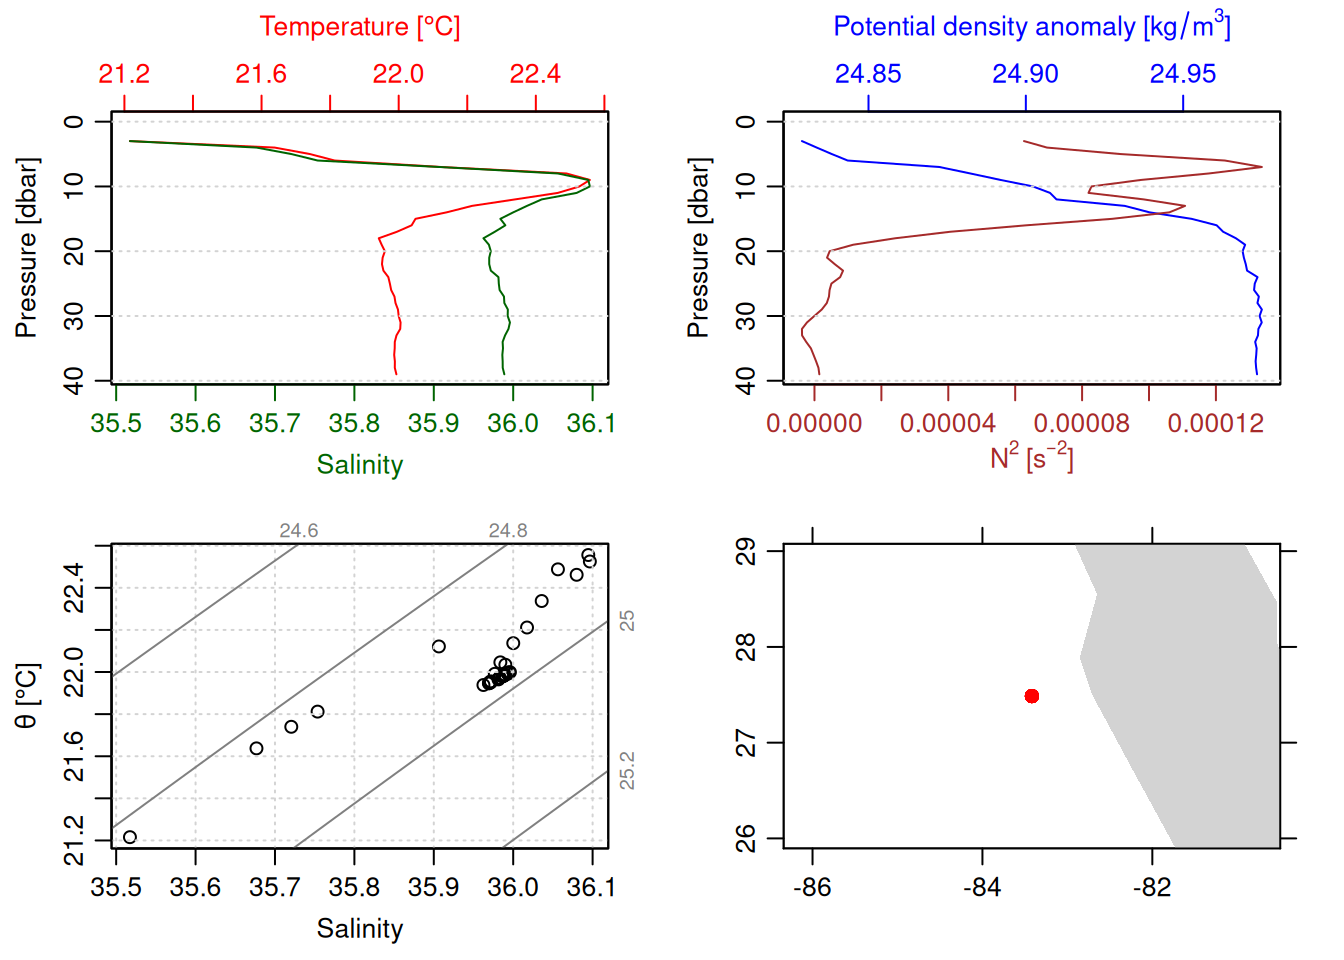 Temperature [°C]
21.2 21.6 22.0 22.4
Pressure [dbar]
0 10 20 30 40
35.5 35.6 35.7 35.8 35.9 36.0 36.1
Salinity
Potential density anomaly [kg/m³]
24.85 24.90 24.95
Pressure [dbar]
0 10 20 30 40
0.00000 0.00004 0.00008 0.00012
N² [s⁻²]
24.6 24.8
25
25.2
θ [°C]
21.2 21.6 22.0 22.4
35.5 35.6 35.7 35.8 35.9 36.0 36.1
Salinity
29
28
27
26
-86 -84 -82